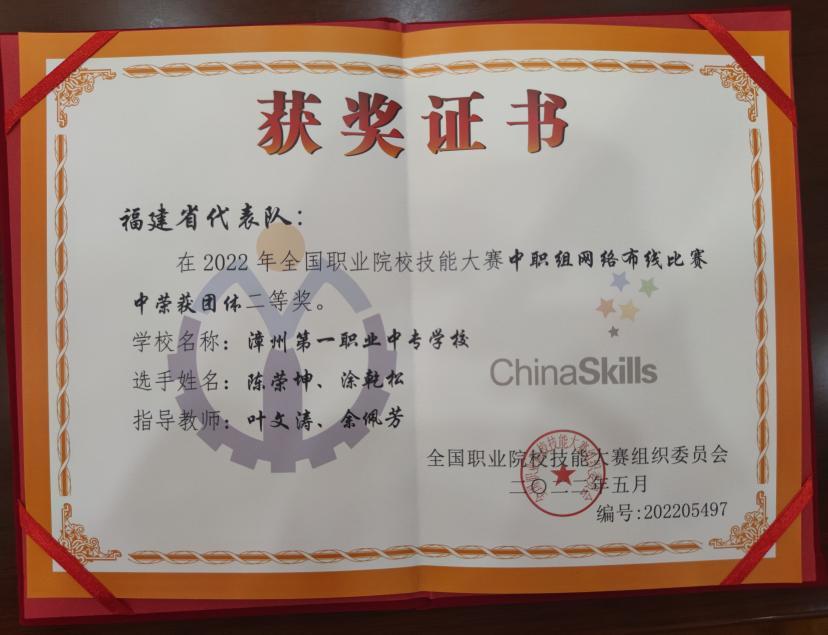 获奖证书
福建省代表队：
在2022年全国职业院校技能大赛中职组网络布线比赛
中荣获团体二等奖。
学校名称：漳州第一职业中专学校
选手姓名：陈荣坤、涂乾松
指导教师：叶文涛、余佩芳
ChinaSkills
全国职业院校技能大赛组织委员会
二〇二二年五月
编号:202205497